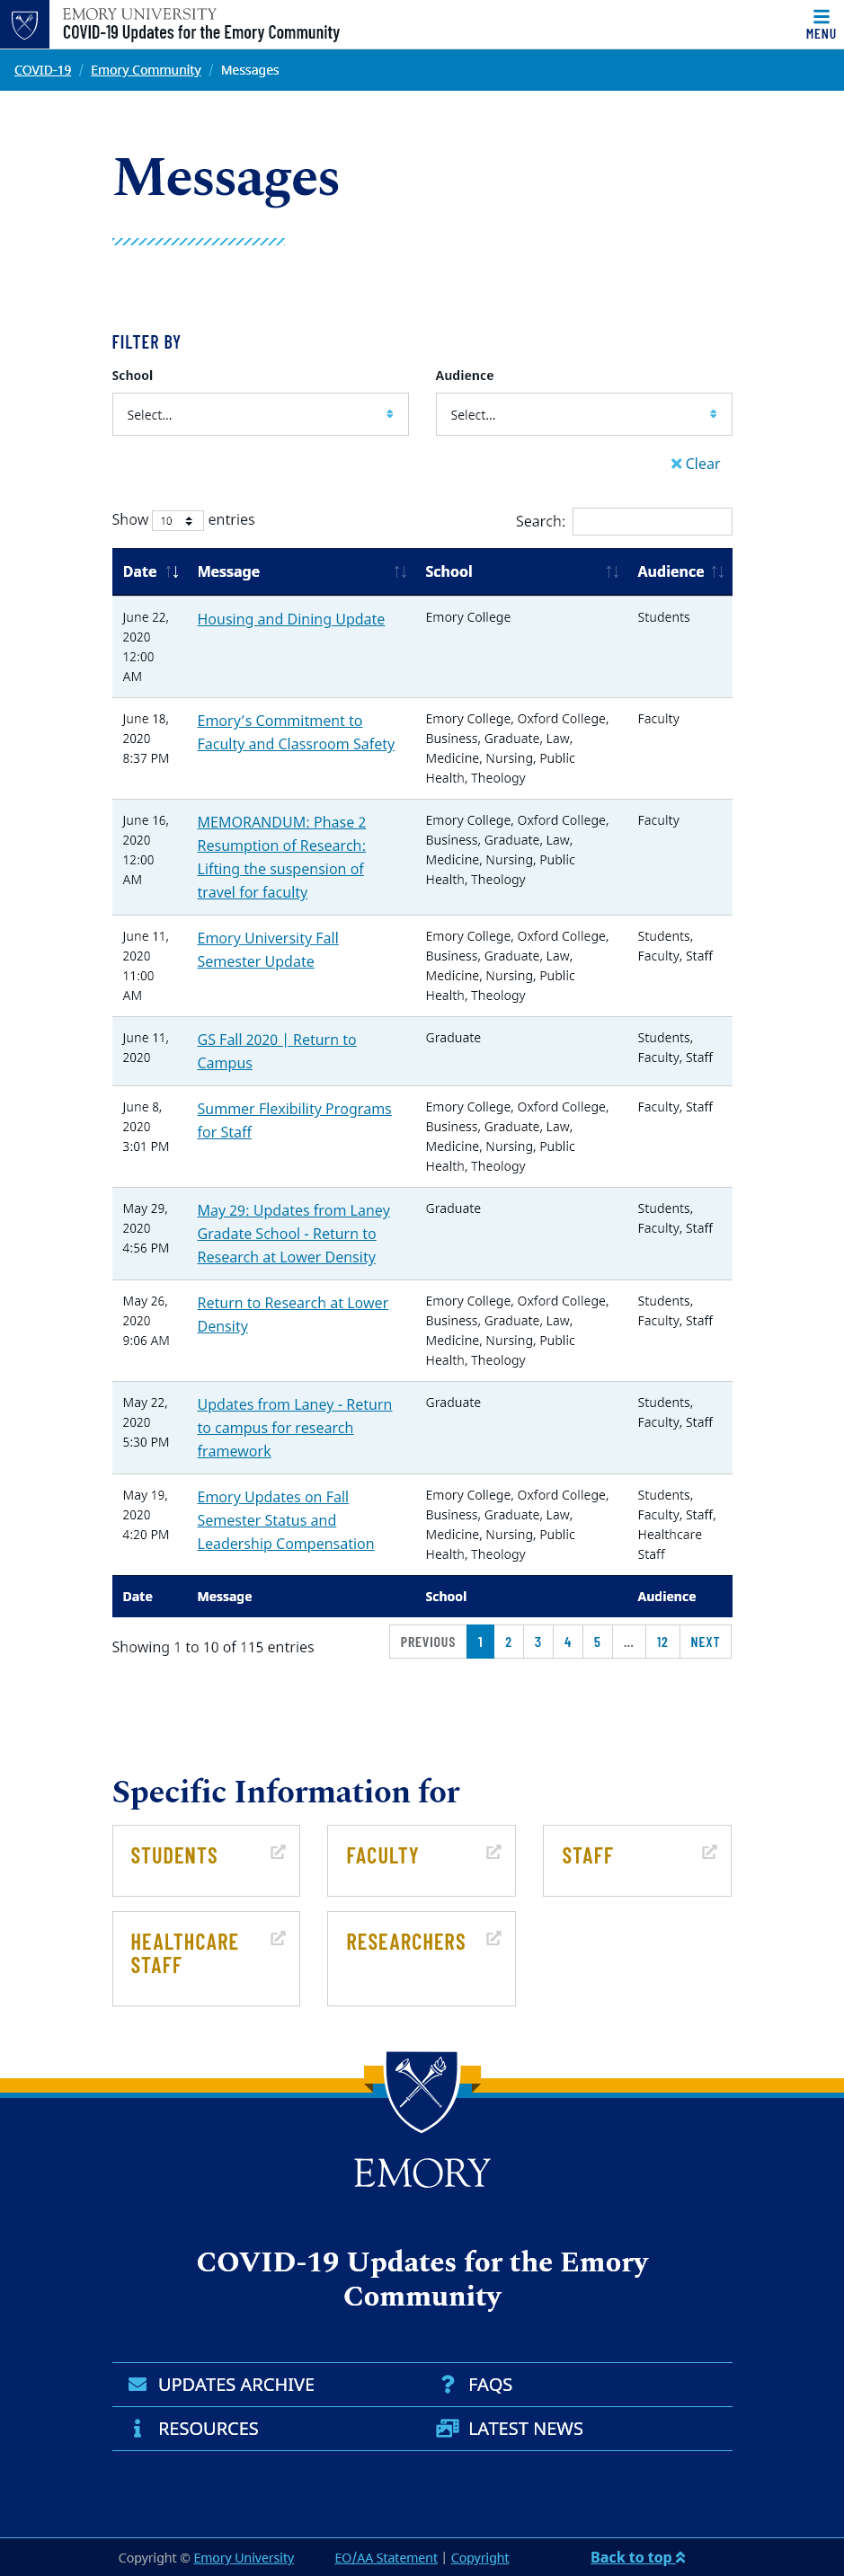 EMORY UNIVERSITY
COVID-19 Updates for the Emory Community
MENU
COVID-19 / Emory Community / Messages
Messages
FILTER BY
School
Audience
Select...
Select...
Clear
Show 10 entries
Search:
Date Message School Audience
June 22, 2020 12:00 AM
Housing and Dining Update
Emory College
Students
June 18, 2020 8:37 PM
Emory’s Commitment to
Faculty and Classroom Safety
Emory College, Oxford College,
Business, Graduate, Law,
Medicine, Nursing, Public
Health, Theology
Faculty
June 16, 2020 12:00 AM
MEMORANDUM: Phase 2
Resumption of Research:
Lifting the suspension of
travel for faculty
Emory College, Oxford College,
Business, Graduate, Law,
Medicine, Nursing, Public
Health, Theology
Faculty
June 11, 2020 11:00 AM
Emory University Fall
Semester Update
Emory College, Oxford College,
Business, Graduate, Law,
Medicine, Nursing, Public
Health, Theology
Students,
Faculty, Staff
June 11, 2020
GS Fall 2020 | Return to
Campus
Graduate
Students,
Faculty, Staff
June 8, 2020 3:01 PM
Summer Flexibility Programs
for Staff
Emory College, Oxford College,
Business, Graduate, Law,
Medicine, Nursing, Public
Health, Theology
Faculty, Staff
May 29, 2020 4:56 PM
May 29: Updates from Laney
Gradate School - Return to
Research at Lower Density
Graduate
Students,
Faculty, Staff
May 26, 2020 9:06 AM
Return to Research at Lower
Density
Emory College, Oxford College,
Business, Graduate, Law,
Medicine, Nursing, Public
Health, Theology
Students,
Faculty, Staff
May 22, 2020 5:30 PM
Updates from Laney - Return
to campus for research
framework
Graduate
Students,
Faculty, Staff
May 19, 2020 4:20 PM
Emory Updates on Fall
Semester Status and
Leadership Compensation
Emory College, Oxford College,
Business, Graduate, Law,
Medicine, Nursing, Public
Health, Theology
Students,
Faculty, Staff,
Healthcare
Staff
Date Message School Audience
Showing 1 to 10 of 115 entries
PREVIOUS 1 2 3 4 5 … 12 NEXT
Specific Information for
STUDENTS
FACULTY
STAFF
HEALTHCARE
STAFF
RESEARCHERS
EMORY
COVID-19 Updates for the Emory
Community
UPDATES ARCHIVE
FAQS
RESOURCES
LATEST NEWS
Copyright © Emory University
EO/AA Statement | Copyright
Back to top